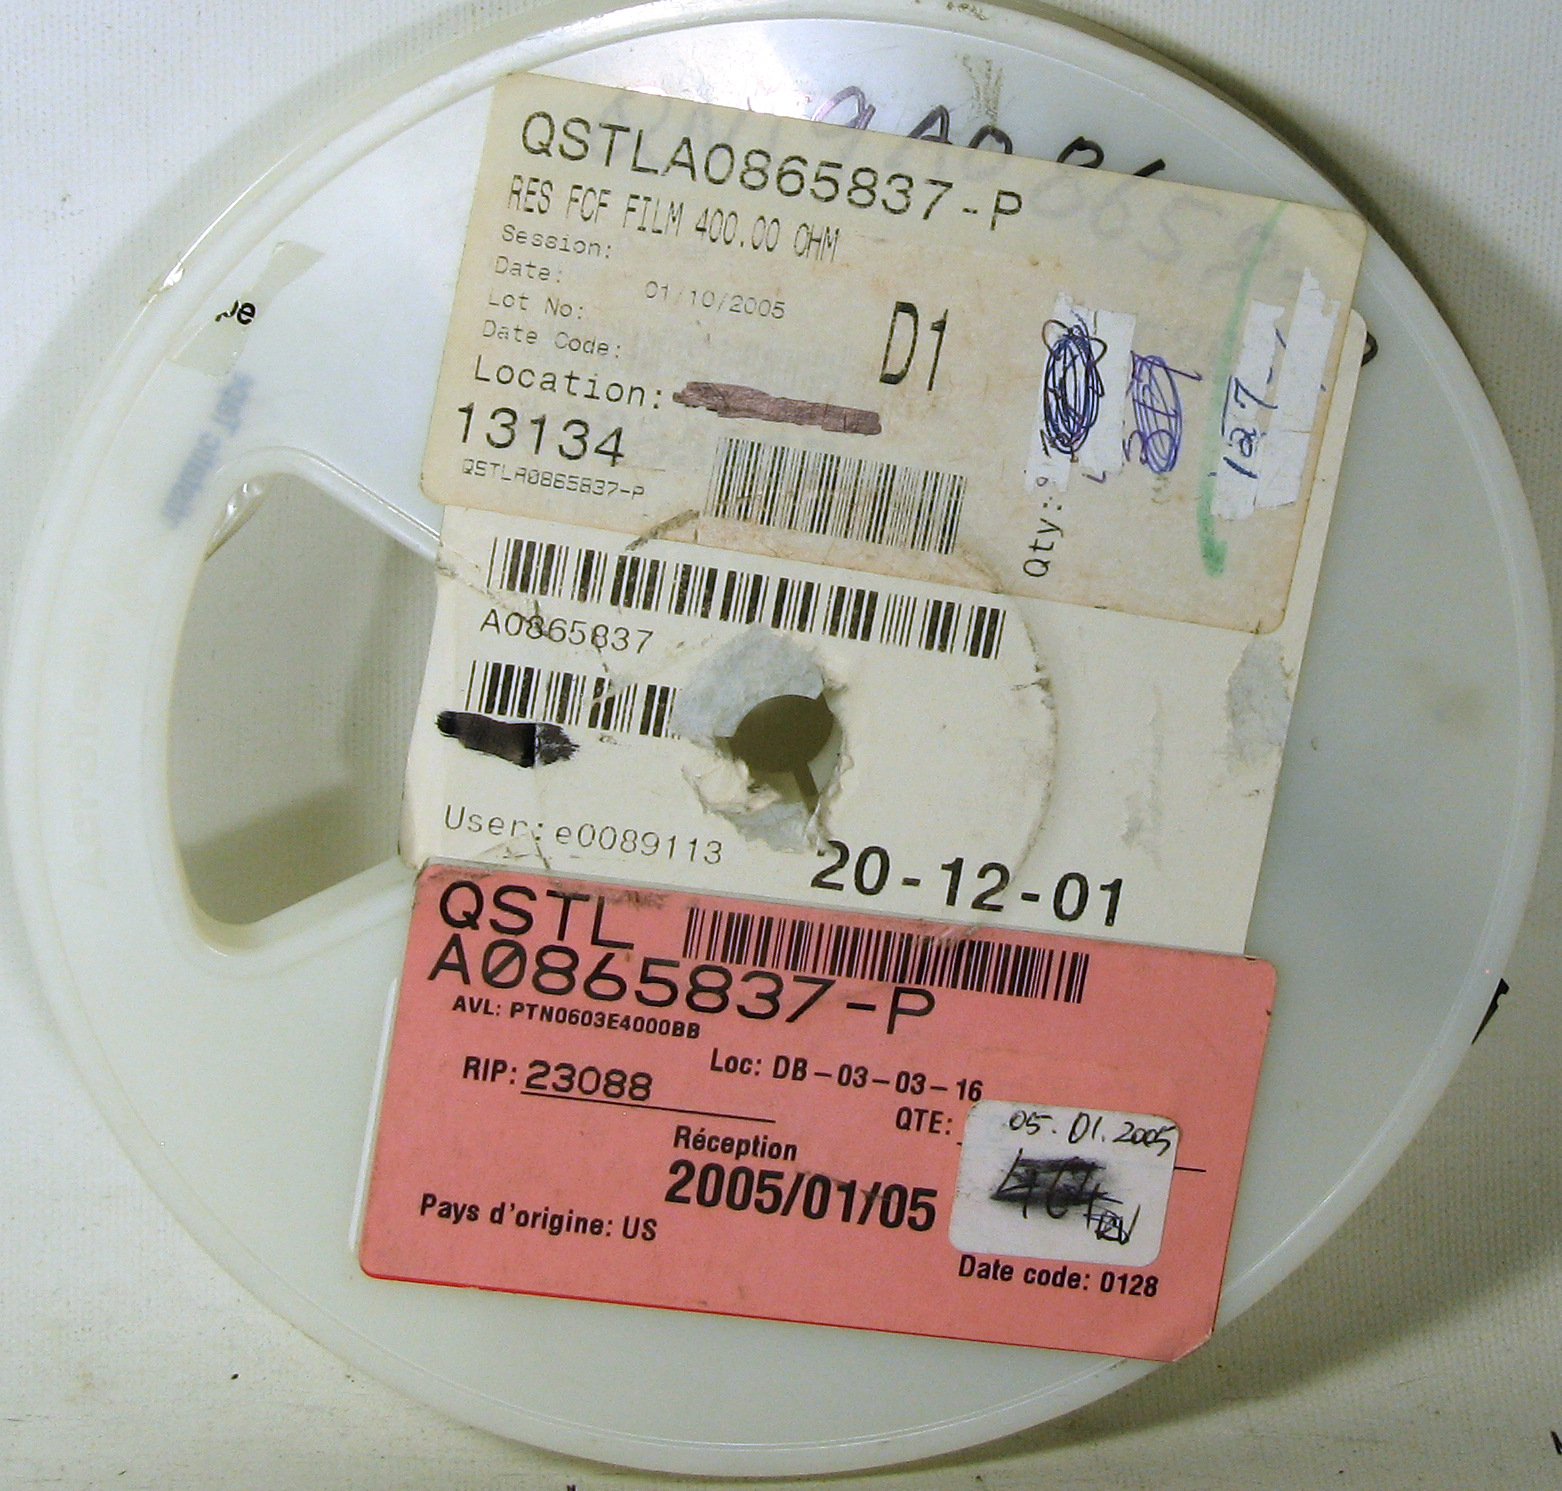 QSTLA0865837-P
RES FCF FILM 400.00 OHM
Session:
Date: 01/10/2005
Lot No:
Date Code:
D1
Location:
13134
QSTLA0865837-P
Qty:
127
A0865837
User:e0089113
20-12-01
QSTL
A0865837-P
AVL: PTN0603E4000BB
Loc: DB-03-03-16
RIP: 23088
QTE:
05.01.2005
Réception
2005/01/05
Pays d'origine: US
Date code: 0128